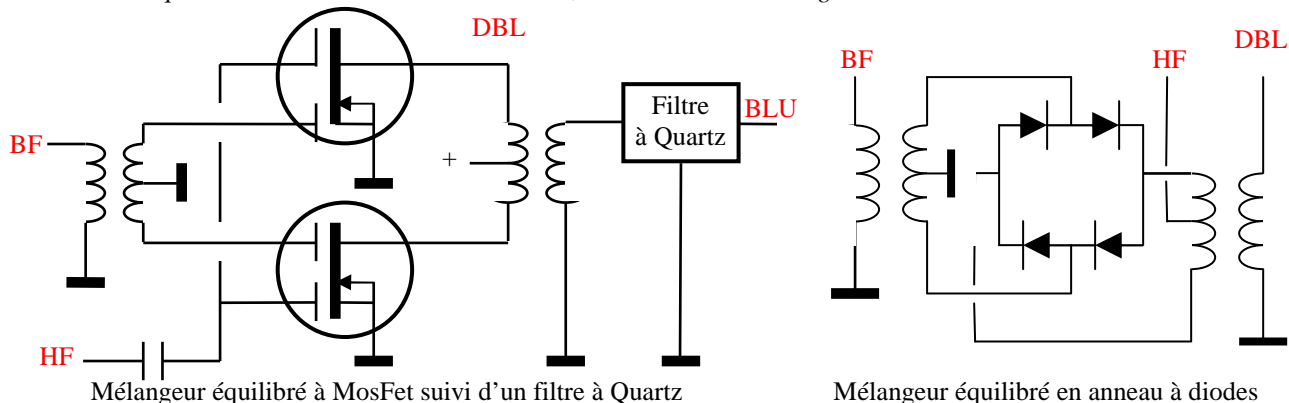 DBL
BF
HF
DBL
Filtre
à Quartz
BLU
BF
+
HF
Mélangeur équilibré à MosFet suivi d'un filtre à Quartz
Mélangeur équilibré en anneau à diodes